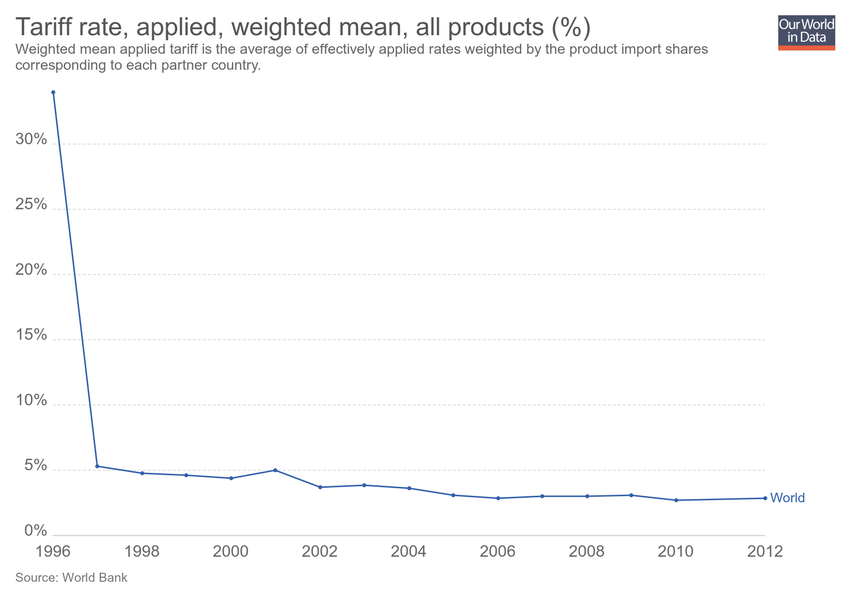 Tariff rate, applied, weighted mean, all products (%)
Our World
in Data
Weighted mean applied tariff is the average of effectively applied rates weighted by the product import shares
corresponding to each partner country.
30%
25%
20%
15%
10%
5%
World
0%
1996 1998 2000 2002 2004 2006 2008 2010 2012
Source: World Bank